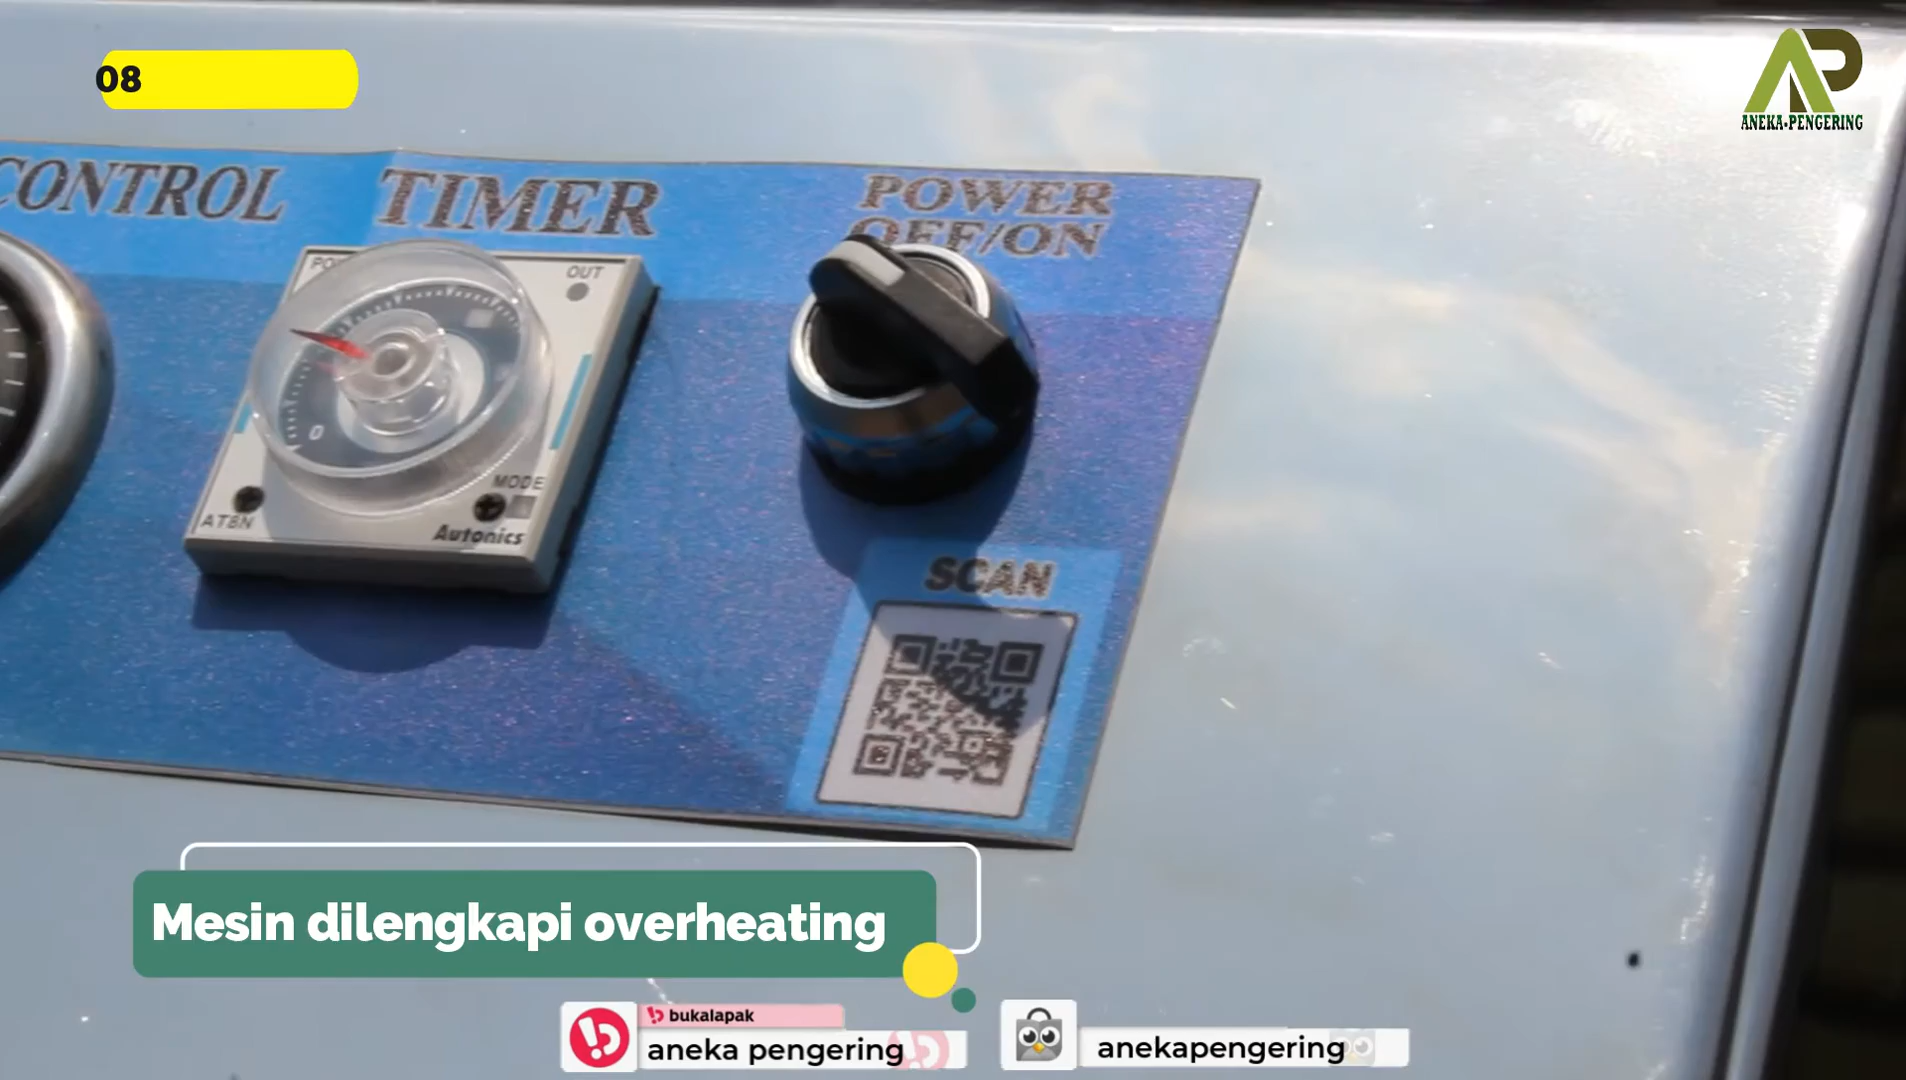 08
ANEKA-PENGERING
CONTROL
TIMER
POWER
OFF/ON
OUT
0
MODE
AT8N
Autonics
SCAN
Mesin dilengkapi overheating
bukalapak
aneka pengering
anekapengering